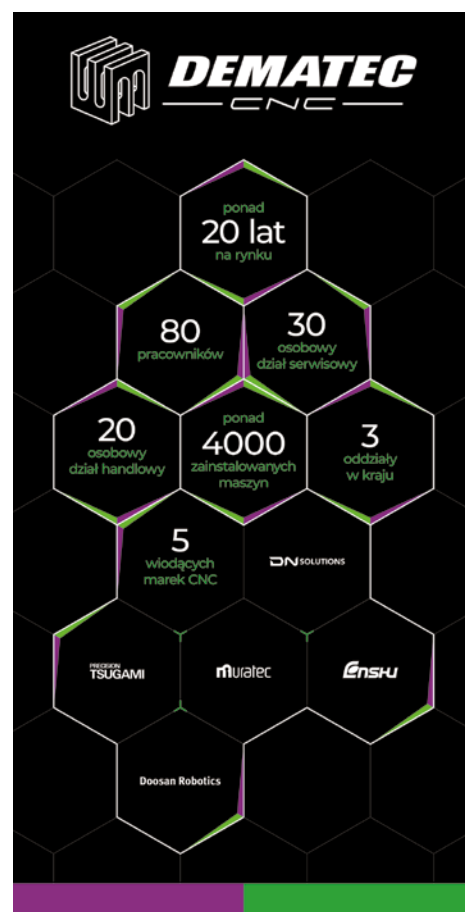 DEMATEC
CNC
ponad
20 lat
na rynku
80
pracowników
30
osobowy
dział serwisowy
20
osobowy
dział handlowy
ponad
4000
zainstalowanych
maszyn
3
oddziały
w kraju
5
wiodących
marek CNC
DN SOLUTIONS
PRECISION
TSUGAMI
muratec
ENSHU
Doosan Robotics